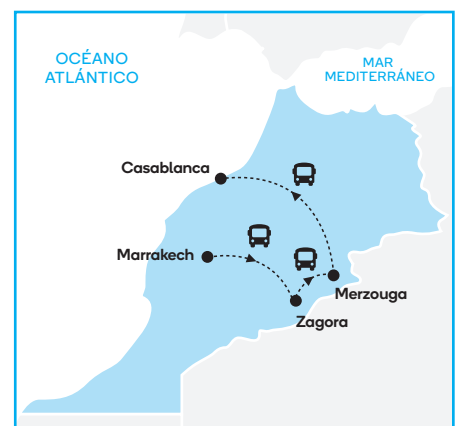 OCÉANO
ATLÁNTICO
MAR
MEDITERRÁNEO
Casablanca
Marrakech
Merzouga
Zagora